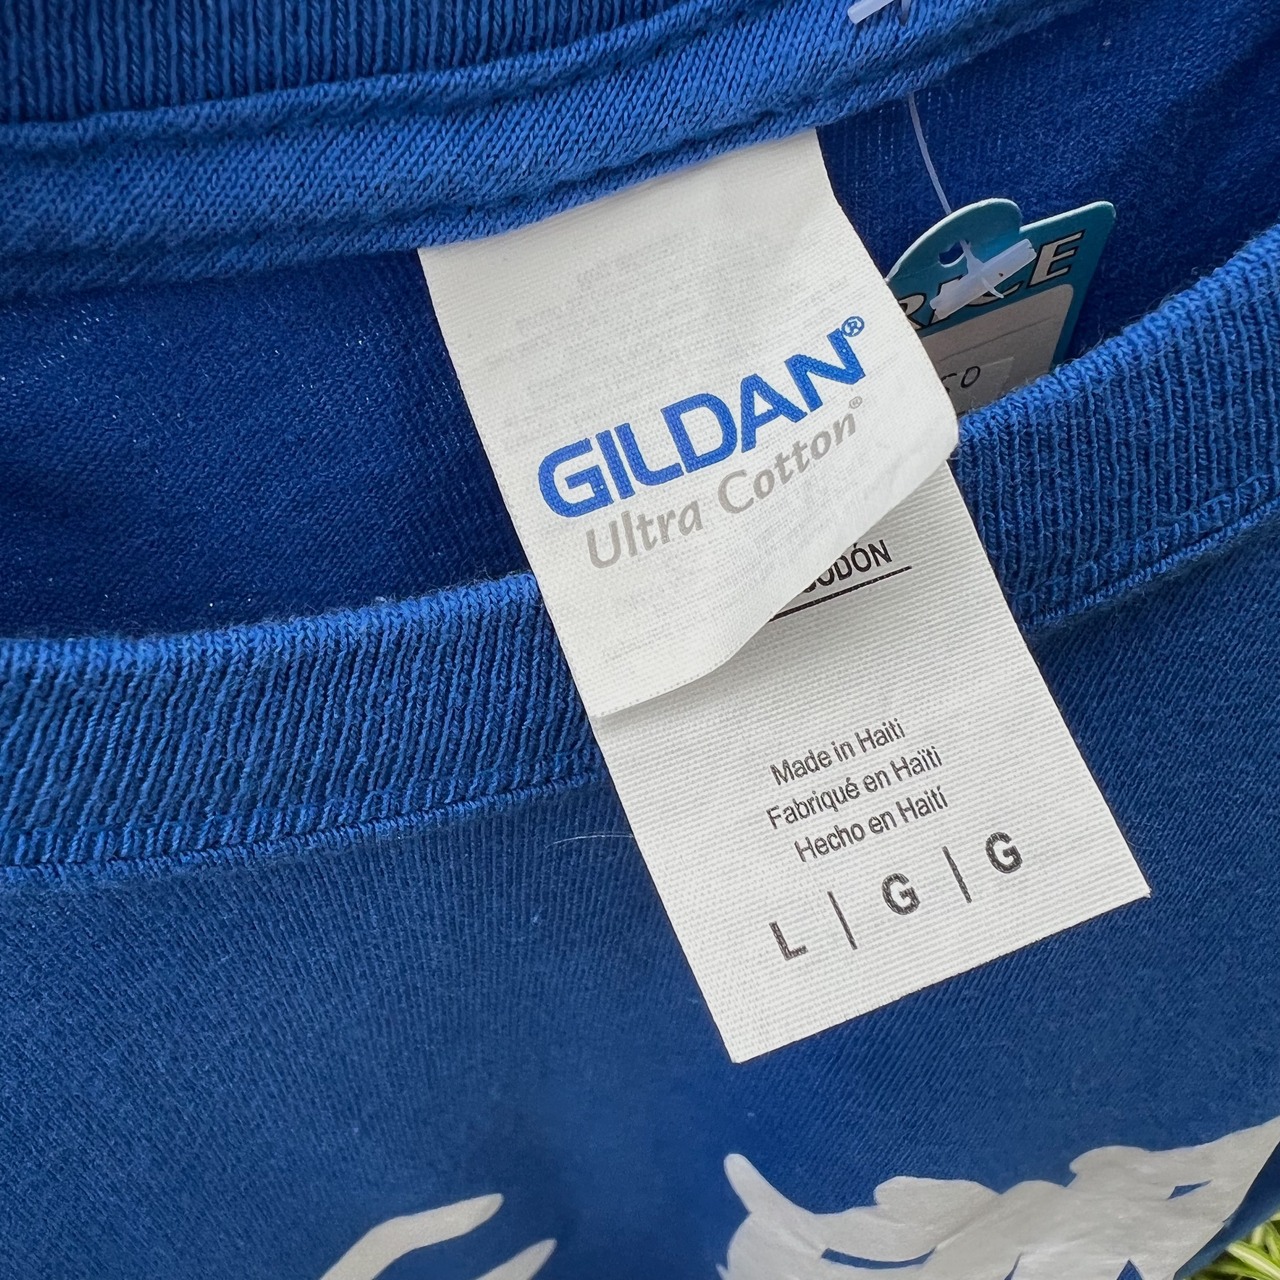 GILDAN®
Ultra Cotton®
Made in Haiti
Fabriqué en Haïti
Hecho en Haití
L | G | G